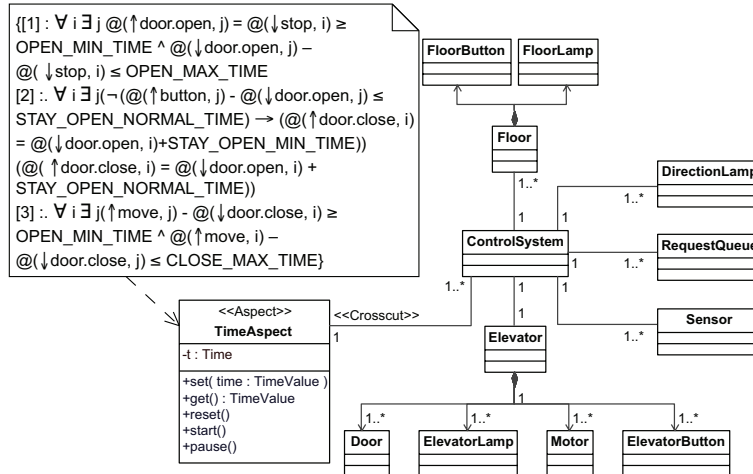 {[1] : ∀ i ∃ j @(↑door.open, j) = @(↓stop, i) ≥
OPEN_MIN_TIME ^ @(↓door.open, j) –
@( ↓stop, i) ≤ OPEN_MAX_TIME
[2] :. ∀ i ∃ j(¬(@(↑button, j) - @(↓door.open, j) ≤
STAY_OPEN_NORMAL_TIME) → (@(↑door.close, i)
= @(↓door.open, i)+STAY_OPEN_MIN_TIME))
(@( ↑door.close, i) = @(↓door.open, i) +
STAY_OPEN_NORMAL_TIME))
[3] :. ∀ i ∃ j(↑move, j) - @(↓door.close, i) ≥
OPEN_MIN_TIME ^ @(↑move, i) –
@(↓door.close, j) ≤ CLOSE_MAX_TIME}
FloorButton
FloorLamp
Floor
1..*
1
DirectionLamp
1..*
1
ControlSystem
RequestQueue
1
1..*
1..*
1
1
1
Sensor
1..*
<<Crosscut>>
1
<<Aspect>>
TimeAspect
-t : Time
+set( time : TimeValue )
+get() : TimeValue
+reset()
+start()
+pause()
Elevator
1
1..*
1..*
1..*
1..*
Door
ElevatorLamp
Motor
ElevatorButton